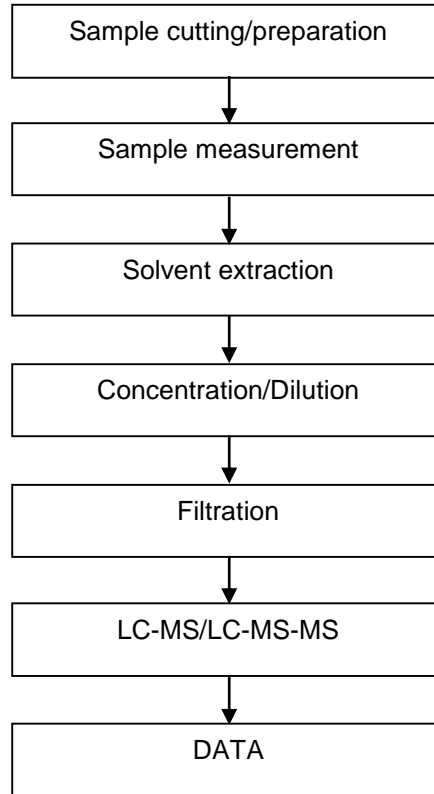 Sample cutting/preparation
Sample measurement
Solvent extraction
Concentration/Dilution
Filtration
LC-MS/LC-MS-MS
DATA